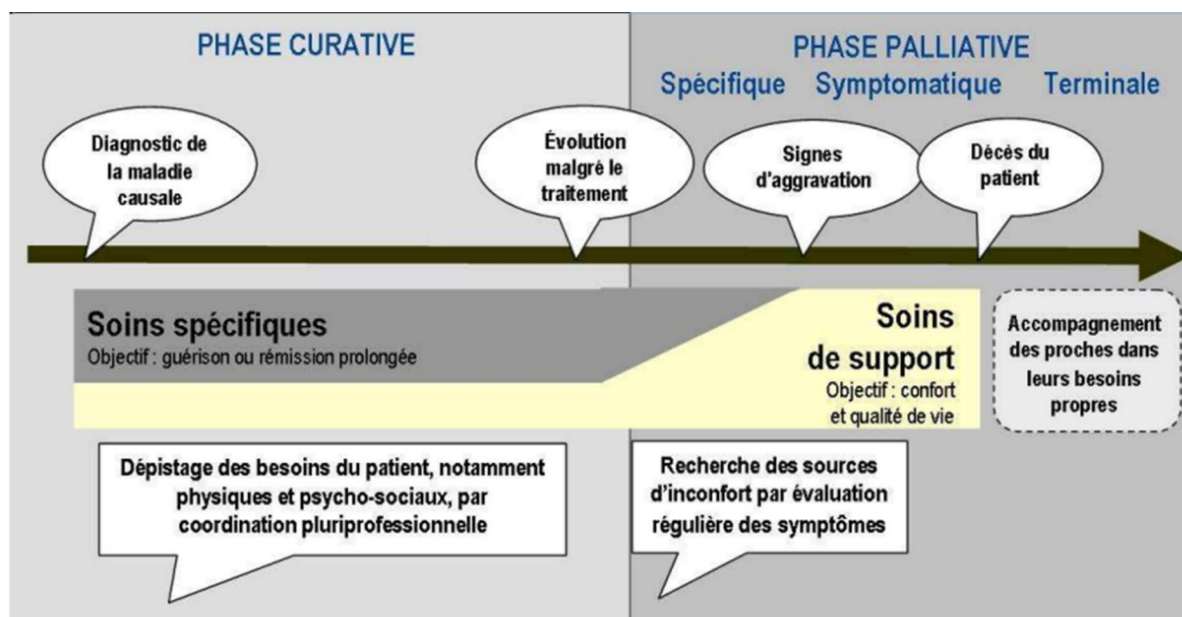 PHASE CURATIVE
PHASE PALLIATIVE
Spécifique Symptomatique Terminale
Diagnostic de
la maladie
causale
Évolution
malgré le
traitement
Signes
d'aggravation
Décès du
patient
Soins spécifiques
Objectif : guérison ou rémission prolongée
Soins
de support
Objectif : confort
et qualité de vie
Accompagnement
des proches dans
leurs besoins
propres
Dépistage des besoins du patient, notamment
physiques et psycho-sociaux, par
coordination pluriprofessionnelle
Recherche des sources
d'inconfort par évaluation
régulière des symptômes